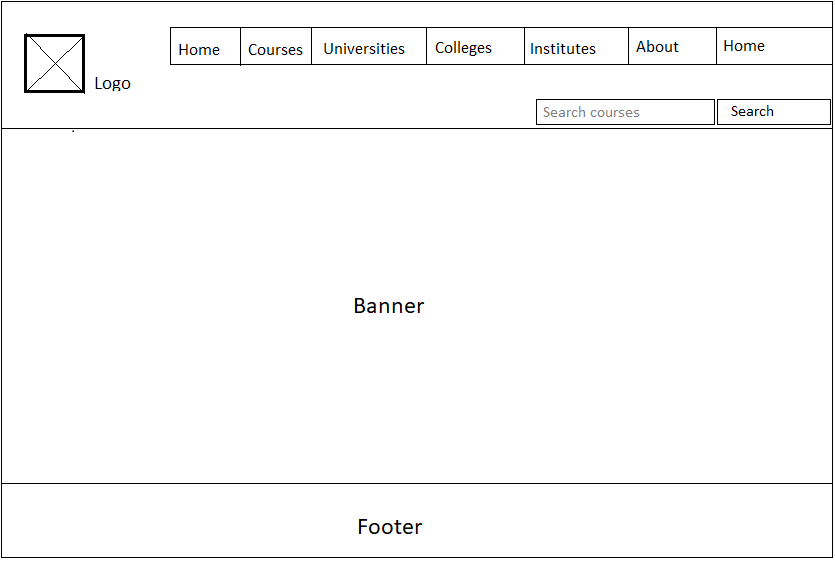 Home Courses Universities Colleges Institutes About Home
Logo
Search courses Search
Banner
Footer